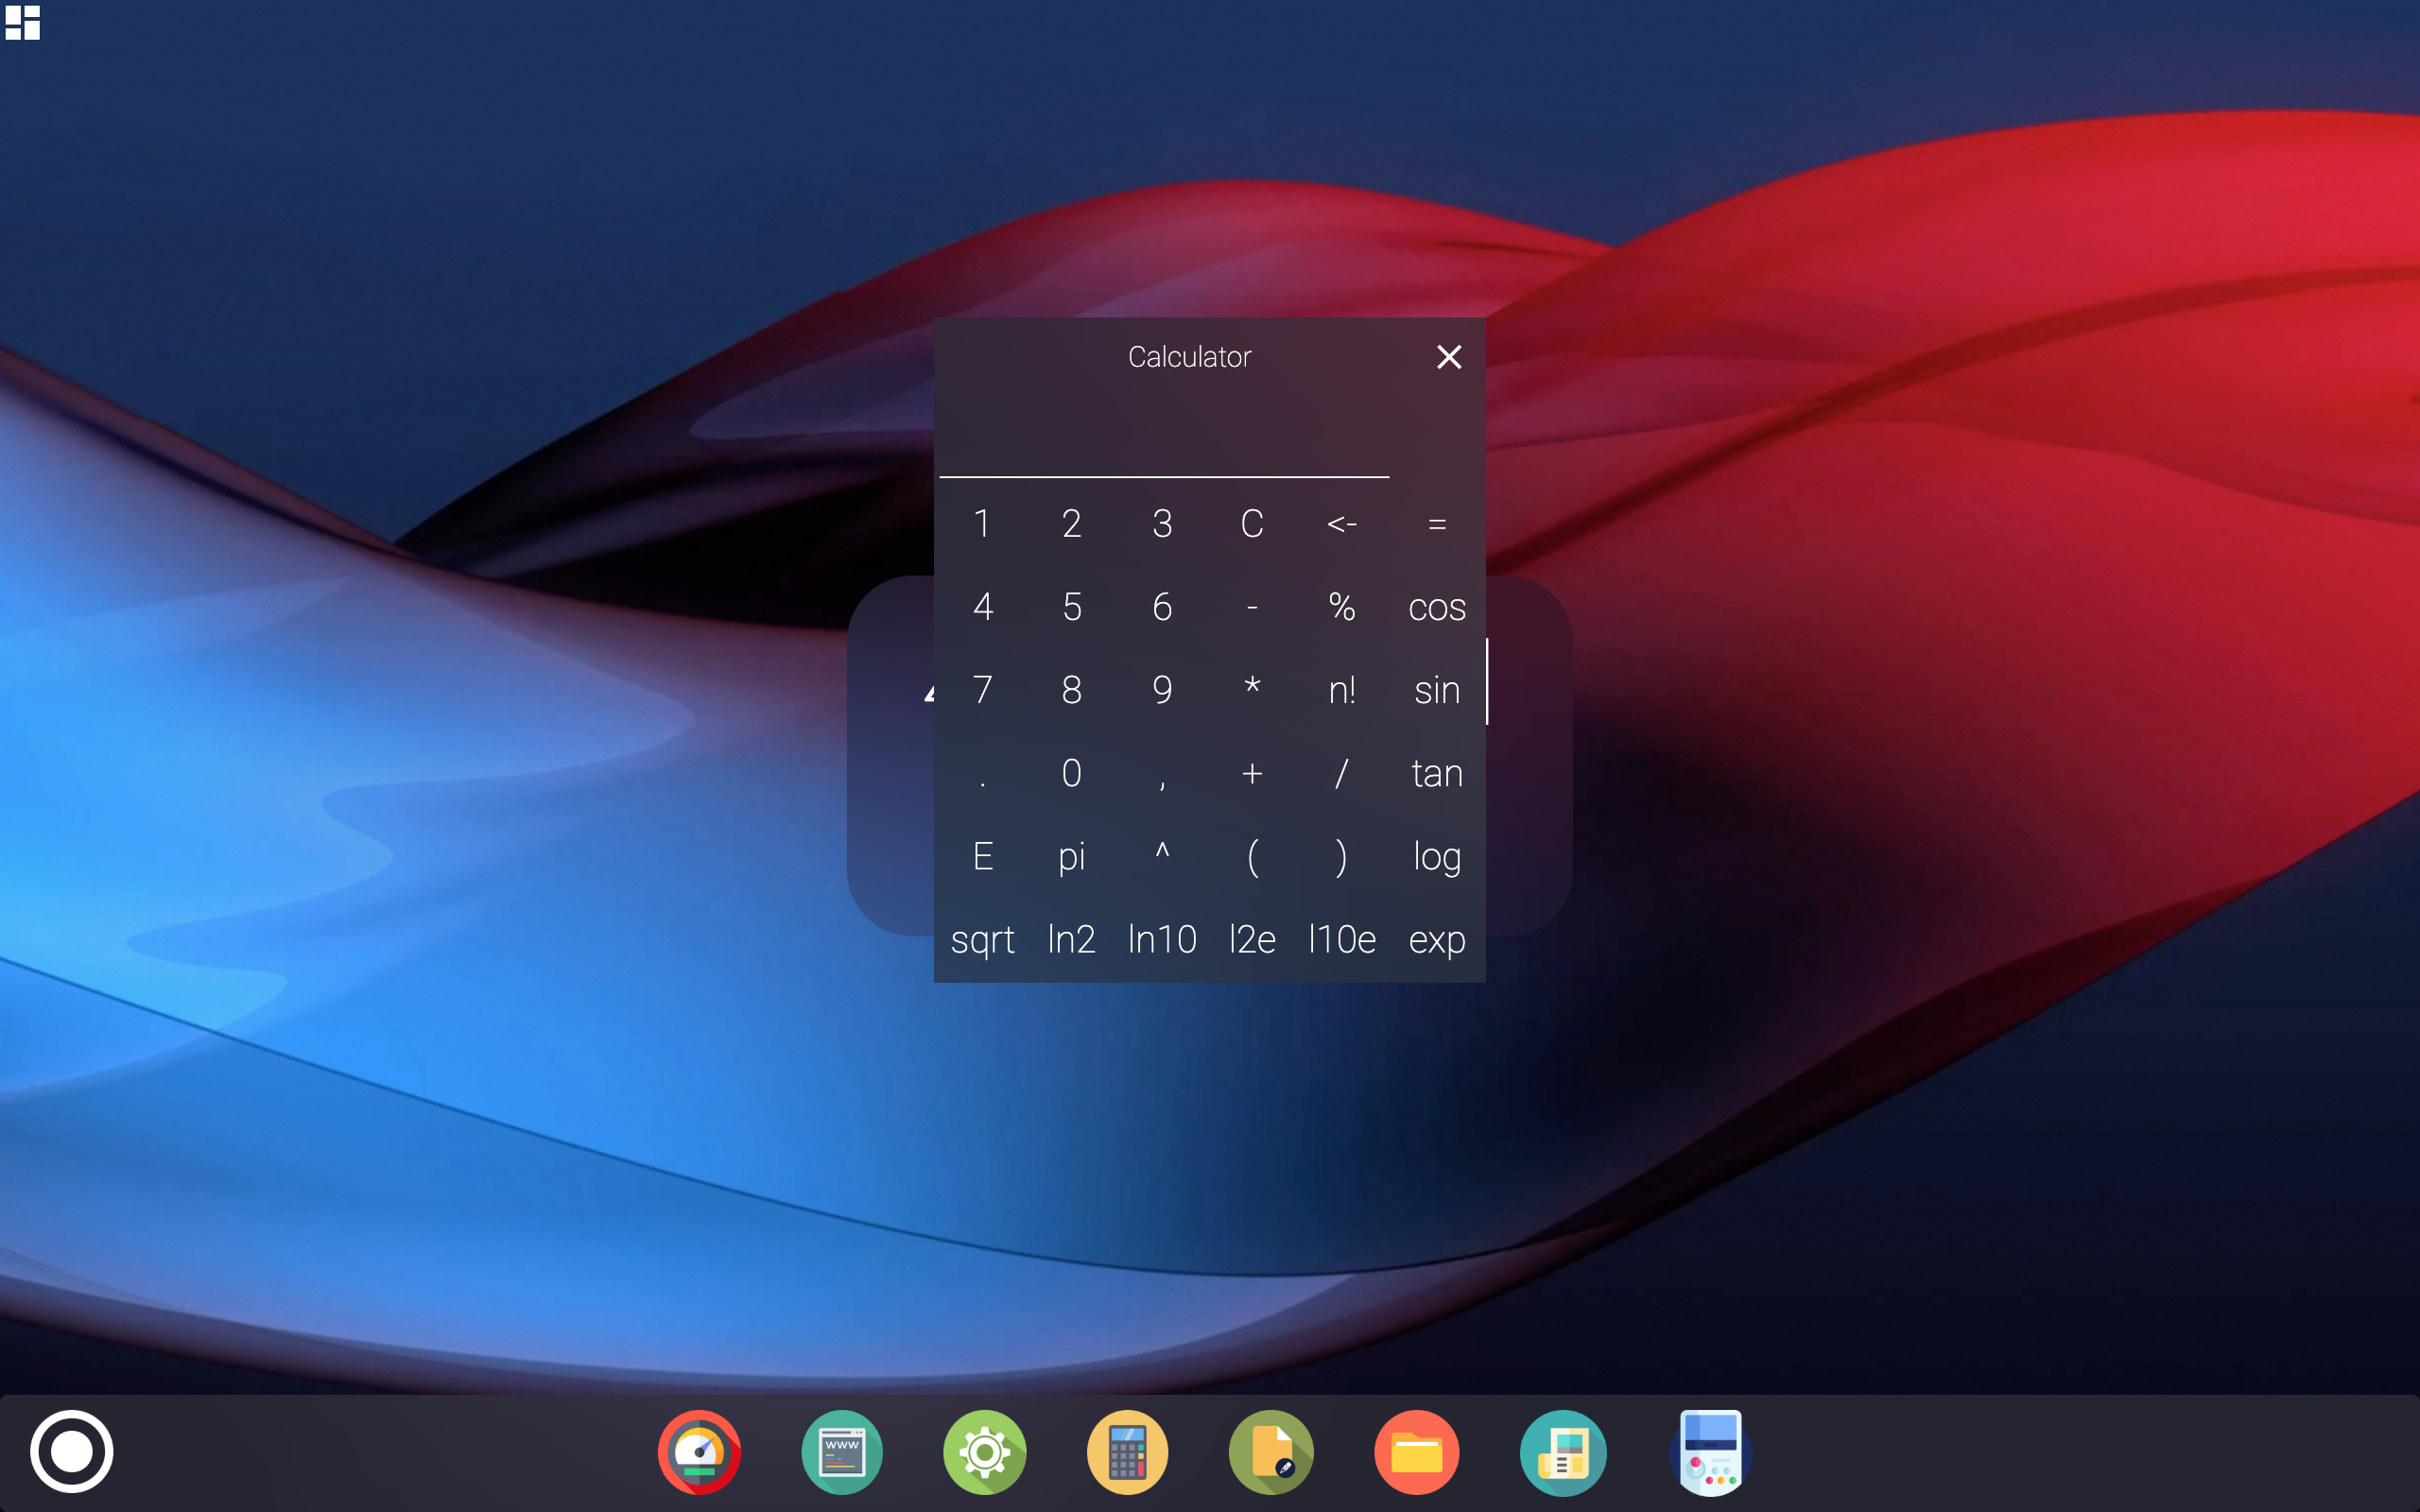 Calculator
1 2 3 C <- =
4 5 6 - % cos
7 8 9 * n! sin
. 0 , + / tan
E pi ^ ( ) log
sqrt ln2 ln10 l2e l10e exp
WWW